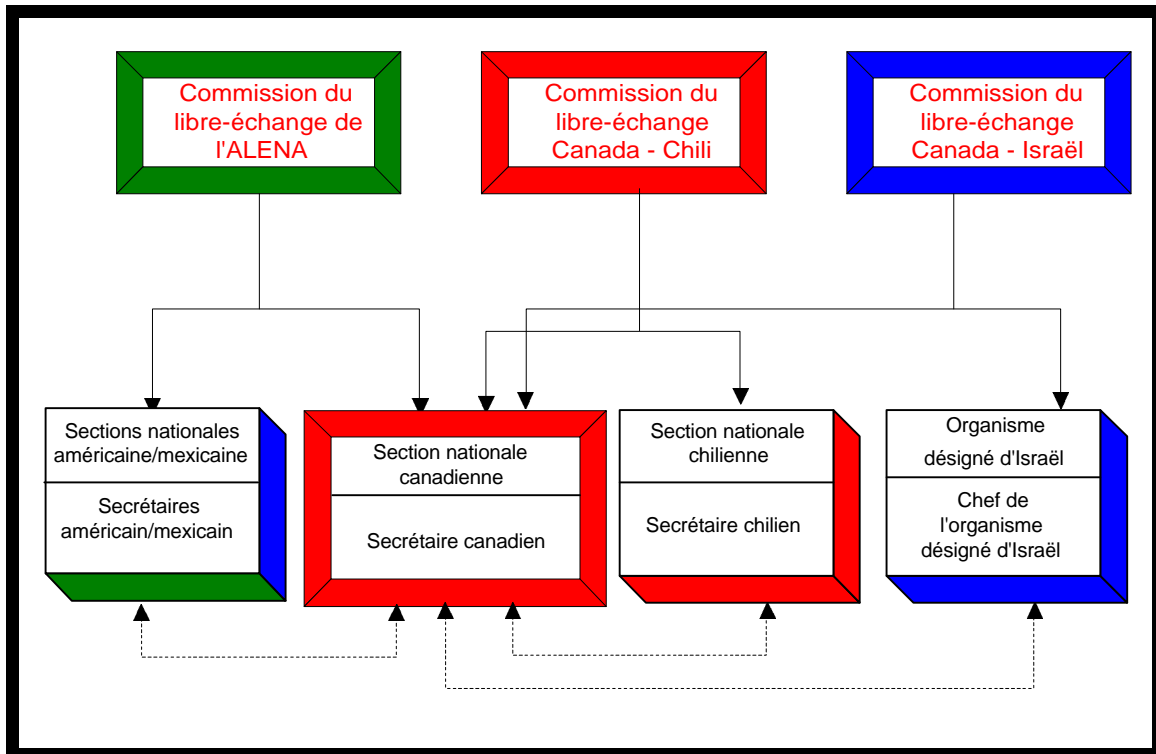 Commission du
libre-échange de
l'ALENA
Commission du
libre-échange
Canada - Chili
Commission du
libre-échange
Canada - Israël
Sections nationales
américaine/mexicaine
Secrétaires
américain/mexicain
Section nationale
canadienne
Secrétaire canadien
Section nationale
chilienne
Secrétaire chilien
Organisme
désigné d'Israël
Chef de
l'organisme
désigné d'Israël